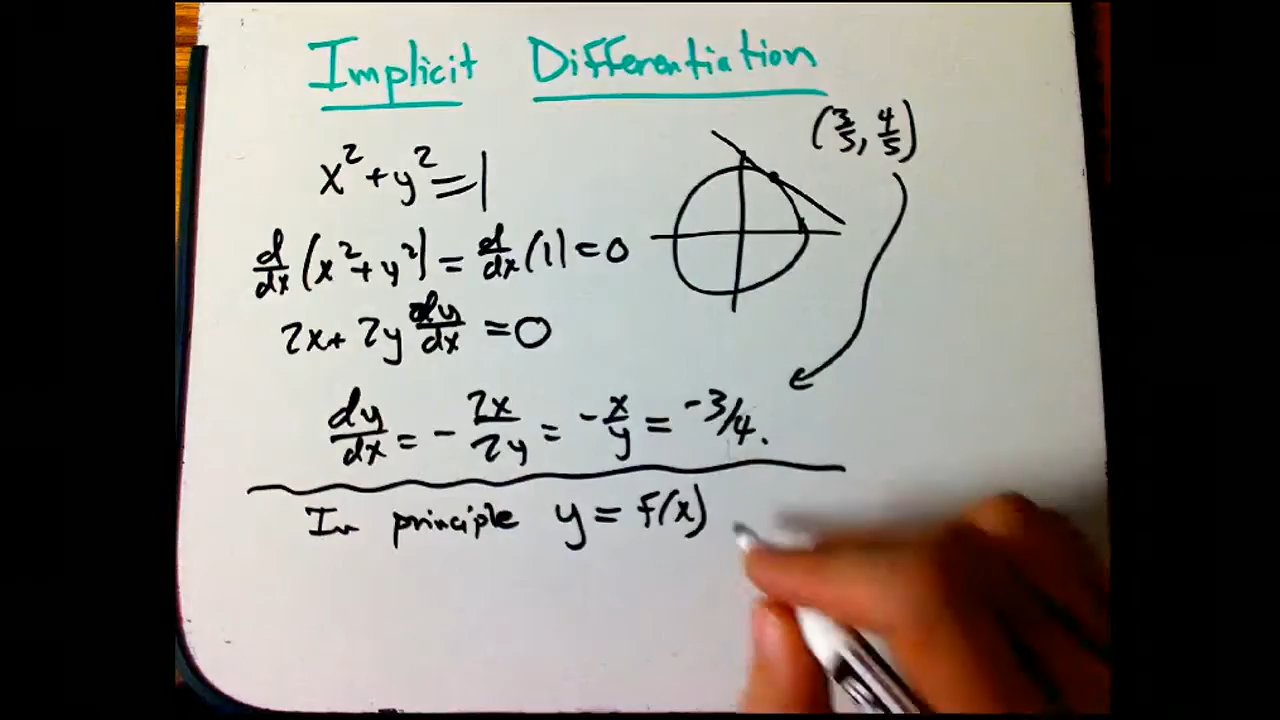 Implicit Differentiation
(3/5, 4/5)
x² + y² = 1
d/dx (x² + y²) = d/dx (1) = 0
2x + 2y dy/dx = 0
dy/dx = - 2x/2y = - x/y = -3/4.
In principle y = f(x)